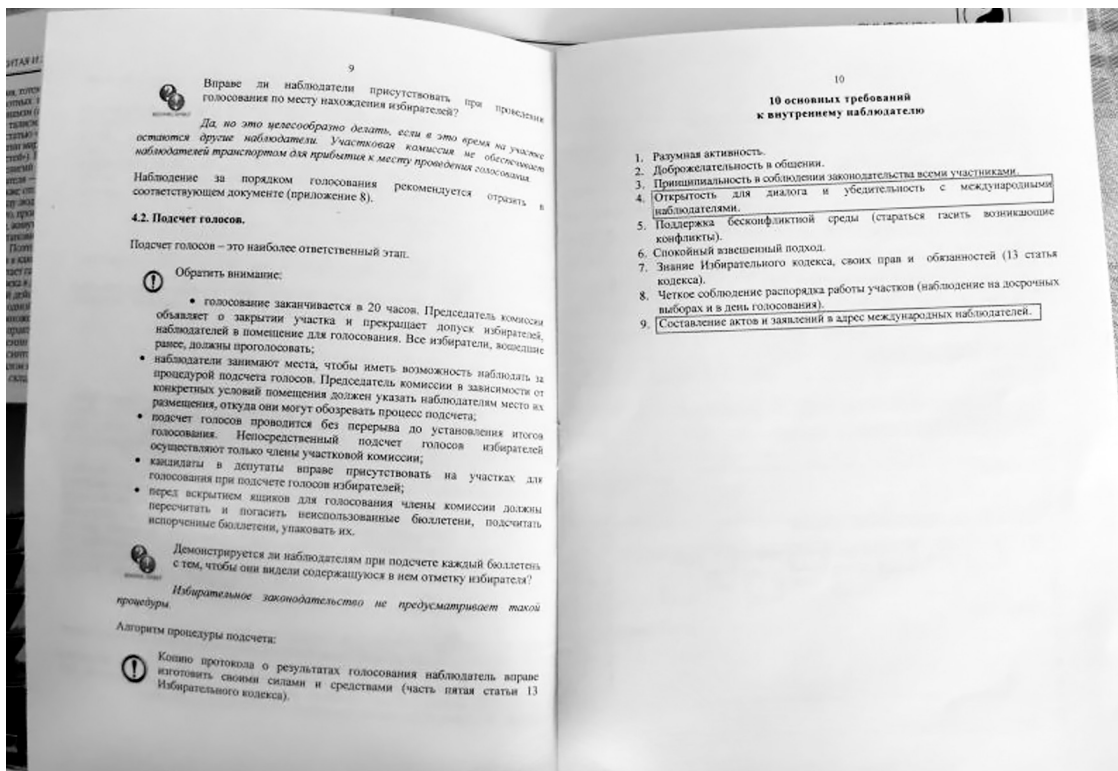 9
Вправе ли наблюдатели присутствовать при проведении
голосования по месту нахождения избирателей?
Да, но это целесообразно делать, если в это время на участке
остаются другие наблюдатели. Участковая комиссия не обеспечивает
наблюдателей транспортом для прибытия к месту проведения голосования.
Наблюдение за порядком голосования рекомендуется отразить в
соответствующем документе (приложение 8).
4.2. Подсчет голосов.
Подсчет голосов – это наиболее ответственный этап.
Обратить внимание:
• голосование заканчивается в 20 часов. Председатель комиссии
объявляет о закрытии участка и прекращает допуск избирателей,
наблюдателей в помещение для голосования. Все избиратели, вошедшие
ранее, должны проголосовать;
• наблюдатели занимают места, чтобы иметь возможность наблюдать за
процедурой подсчета голосов. Председатель комиссии в зависимости от
конкретных условий помещения должен указать наблюдателям место их
размещения, откуда они могут обозревать процесс подсчета;
• подсчет голосов проводится без перерыва до установления итогов
голосования. Непосредственный подсчет голосов избирателей
осуществляют только члены участковой комиссии;
• кандидаты в депутаты вправе присутствовать на участках для
голосования при подсчете голосов избирателей;
• перед вскрытием ящиков для голосования члены комиссии должны
пересчитать и погасить неиспользованные бюллетени, подсчитать
испорченные бюллетени, упаковать их.
Демонстрируется ли наблюдателям при подсчете каждый бюллетень
с тем, чтобы они видели содержащуюся в нем отметку избирателя?
Избирательное законодательство не предусматривает такой
процедуры.
Алгоритм процедуры подсчета:
Копию протокола о результатах голосования наблюдатель вправе
изготовить своими силами и средствами (часть пятая статьи 13
Избирательного кодекса).
10
10 основных требований
к внутреннему наблюдателю
1. Разумная активность.
2. Доброжелательность в общении.
3. Принципиальность в соблюдении законодательства всеми участниками.
4. Открытость для диалога и убедительность с международными
наблюдателями.
5. Поддержка бесконфликтной среды (стараться гасить возникающие
конфликты).
6. Спокойный взвешенный подход.
7. Знание Избирательного кодекса, своих прав и обязанностей (13 статья
кодекса).
8. Четкое соблюдение распорядка работы участков (наблюдение на досрочных
выборах и в день голосования).
9. Составление актов и заявлений в адрес международных наблюдателей.